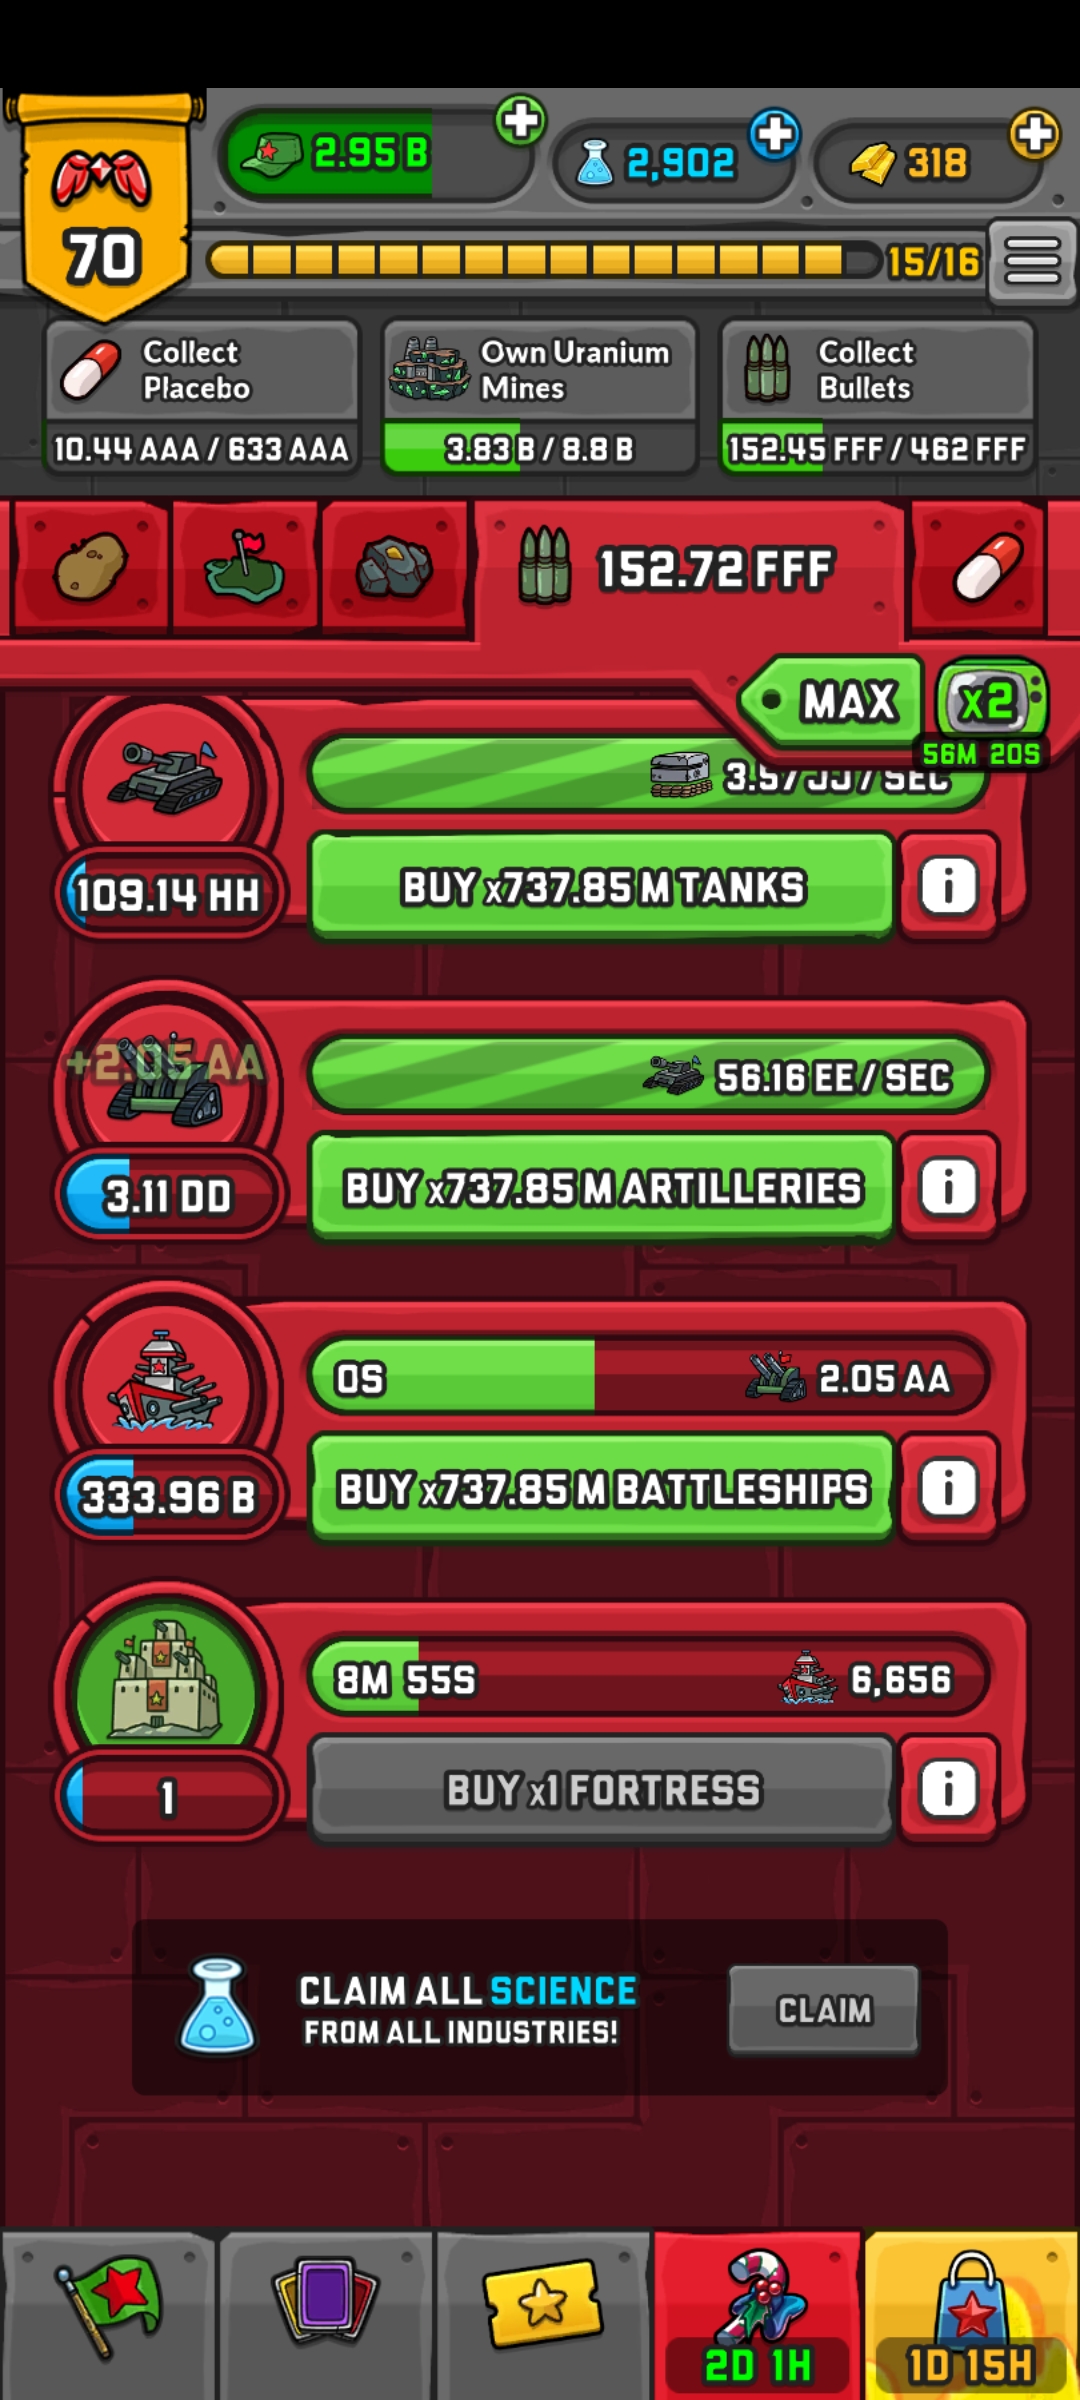 2.95 B
2,902
318
70
15/16
Collect
Placebo
10.44 AAA / 633 AAA
Own Uranium
Mines
3.83 B / 8.8 B
Collect
Bullets
152.45 FFF / 462 FFF
152.72 FFF
MAX
x2
56M 20S
3.57 JJ / SEC
109.14 HH
BUY x737.85 M TANKS
i
+2.05 AA
56.16 EE / SEC
3.11 DD
BUY x737.85 M ARTILLERIES
i
0S
2.05 AA
333.96 B
BUY x737.85 M BATTLESHIPS
i
8M 55S
6,656
1
BUY x1 FORTRESS
i
CLAIM ALL SCIENCE
FROM ALL INDUSTRIES!
CLAIM
2D 1H
1D 15H